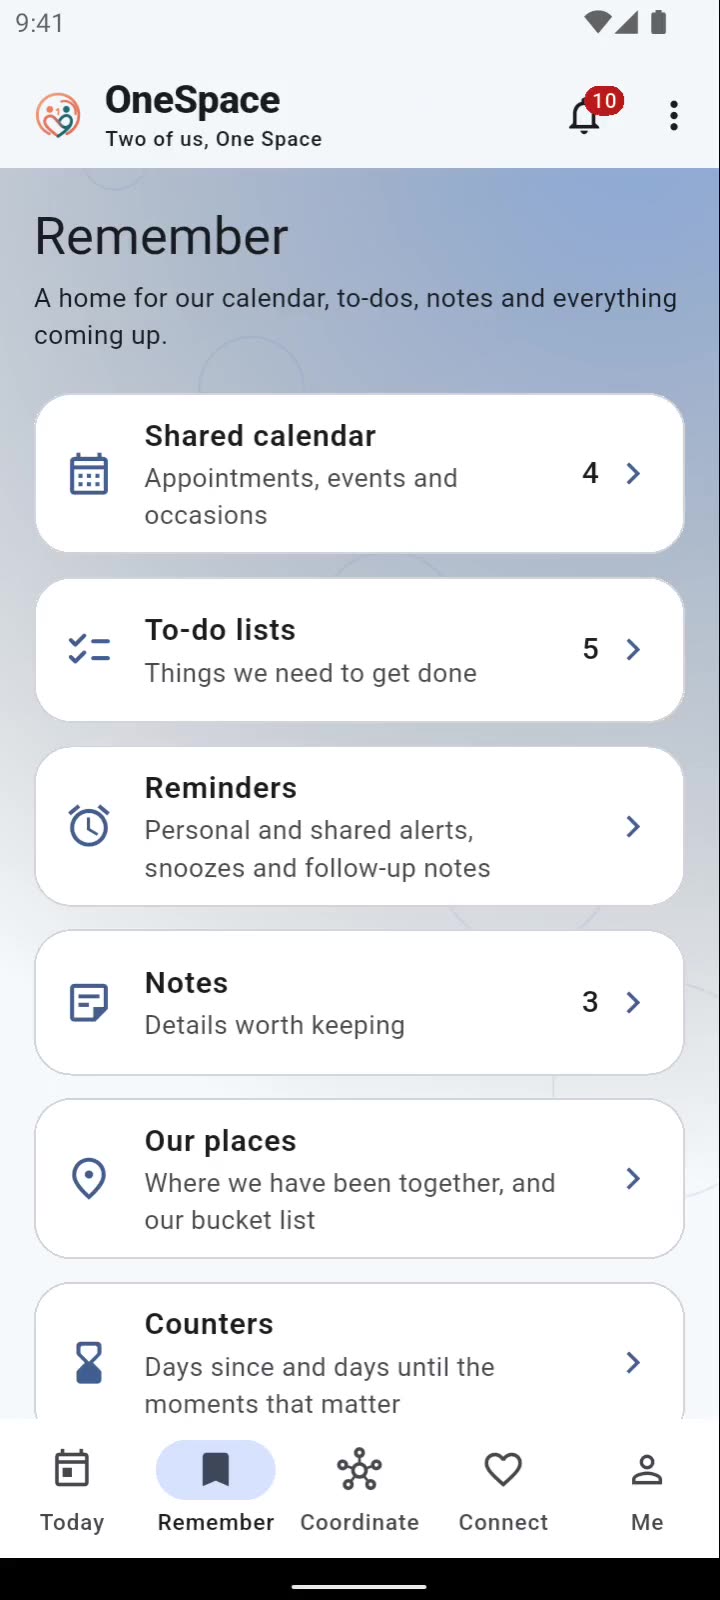 9:41
OneSpace
10
Two of us, One Space
Remember
A home for our calendar, to-dos, notes and everything
coming up.
Shared calendar
Appointments, events and
occasions
4
To-do lists
Things we need to get done
5
Reminders
Personal and shared alerts,
snoozes and follow-up notes
Notes
Details worth keeping
3
Our places
Where we have been together, and
our bucket list
Counters
Days since and days until the
moments that matter
Today
Remember
Coordinate
Connect
Me